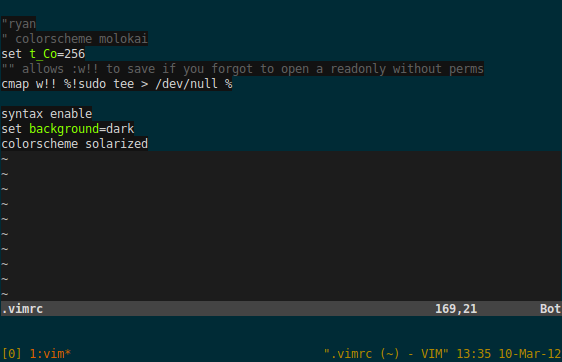 "ryan
" colorscheme molokai
set t_Co=256
"" allows :w!! to save if you forgot to open a readonly without perms
cmap w!! %!sudo tee > /dev/null %
syntax enable
set background=dark
colorscheme solarized
~
~
~
~
~
~
~
~
~
~
.vimrc 169,21 Bot
[0] 1:vim* ".vimrc (~) - VIM" 13:35 10-Mar-12